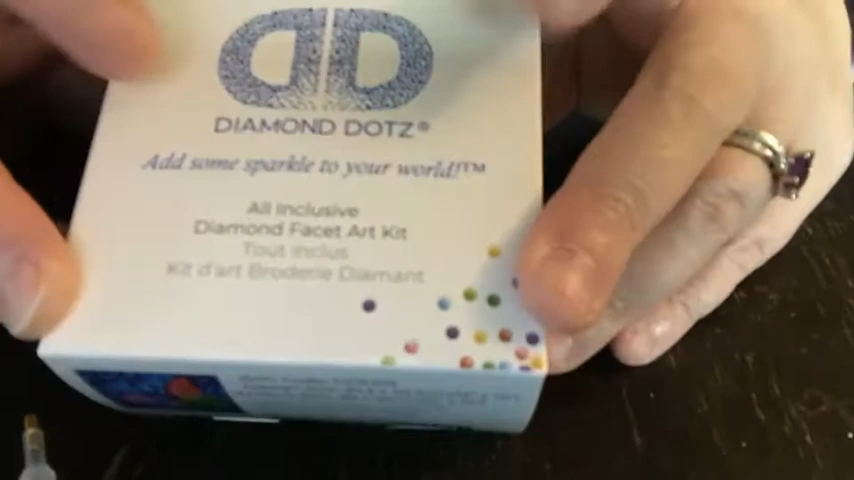 DIAMOND DOTZ®
Add some sparkle to your world!™
All Inclusive
Diamond Facet Art Kit
Tout inclus
Kit d'art Broderie Diamant